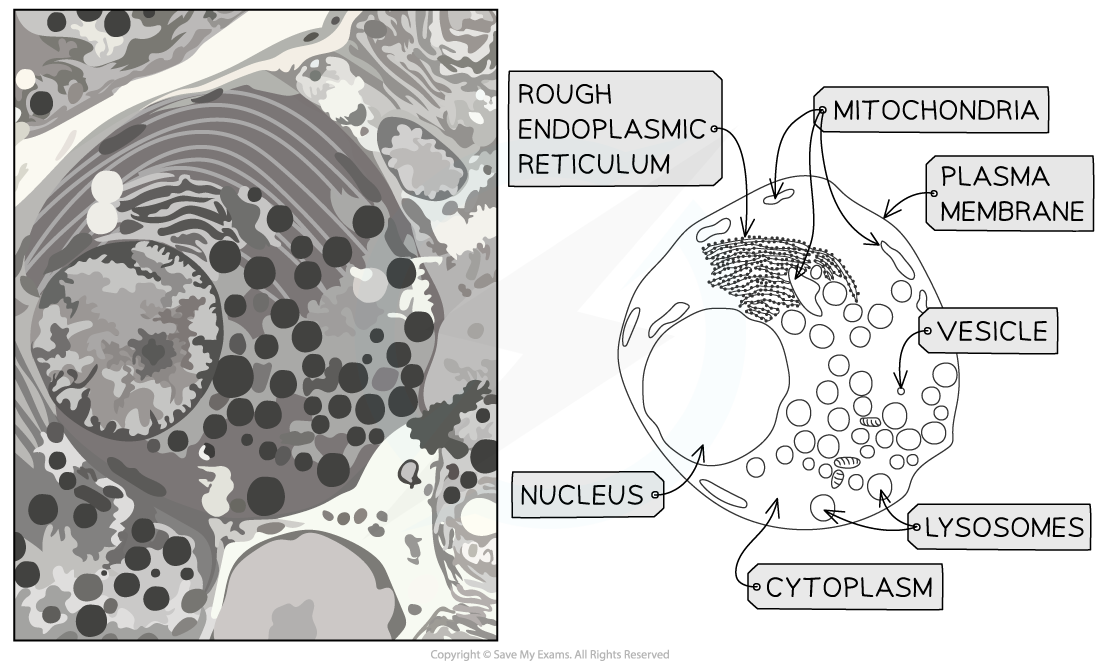 ROUGH
ENDOPLASMIC
RETICULUM
MITOCHONDRIA
PLASMA
MEMBRANE
VESICLE
NUCLEUS
LYSOSOMES
CYTOPLASM
Copyright © Save My Exams. All Rights Reserved